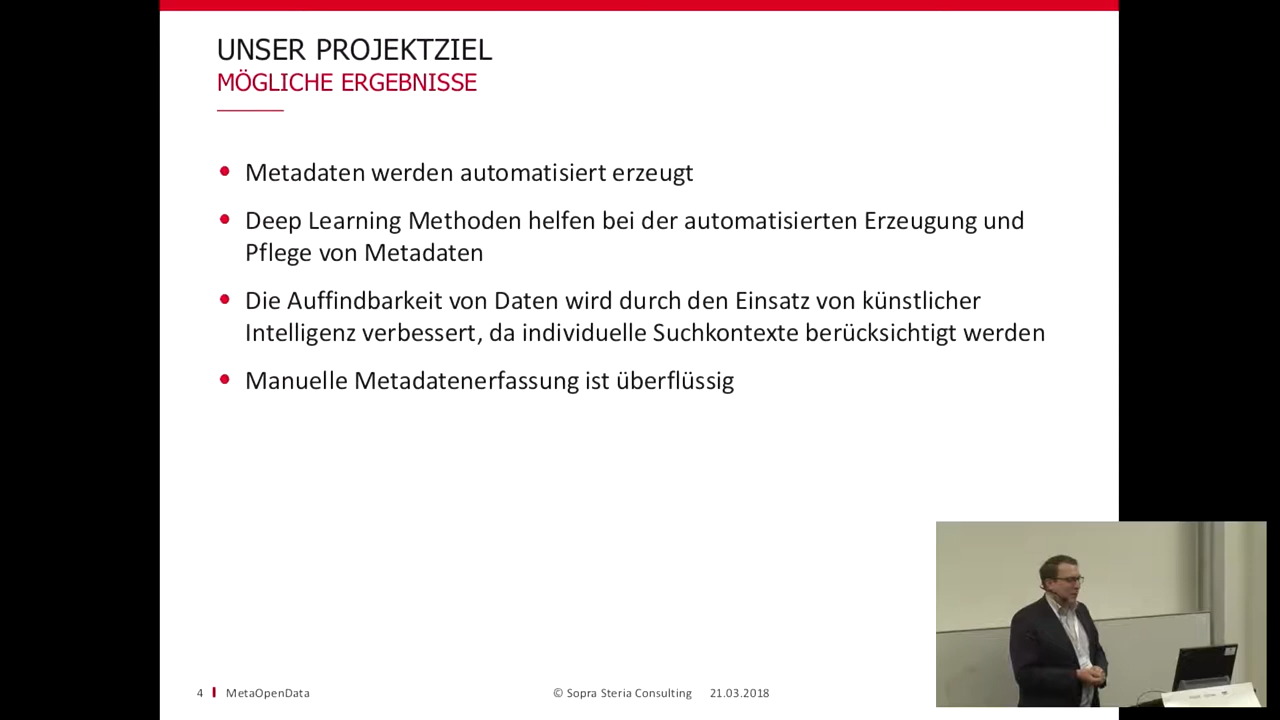 UNSER PROJEKTZIEL
MÖGLICHE ERGEBNISSE
Metadaten werden automatisiert erzeugt
Deep Learning Methoden helfen bei der automatisierten Erzeugung und
Pflege von Metadaten
Die Auffindbarkeit von Daten wird durch den Einsatz von künstlicher
Intelligenz verbessert, da individuelle Suchkontexte berücksichtigt werden
Manuelle Metadatenerfassung ist überflüssig
4 MetaOpenData © Sopra Steria Consulting 21.03.2018